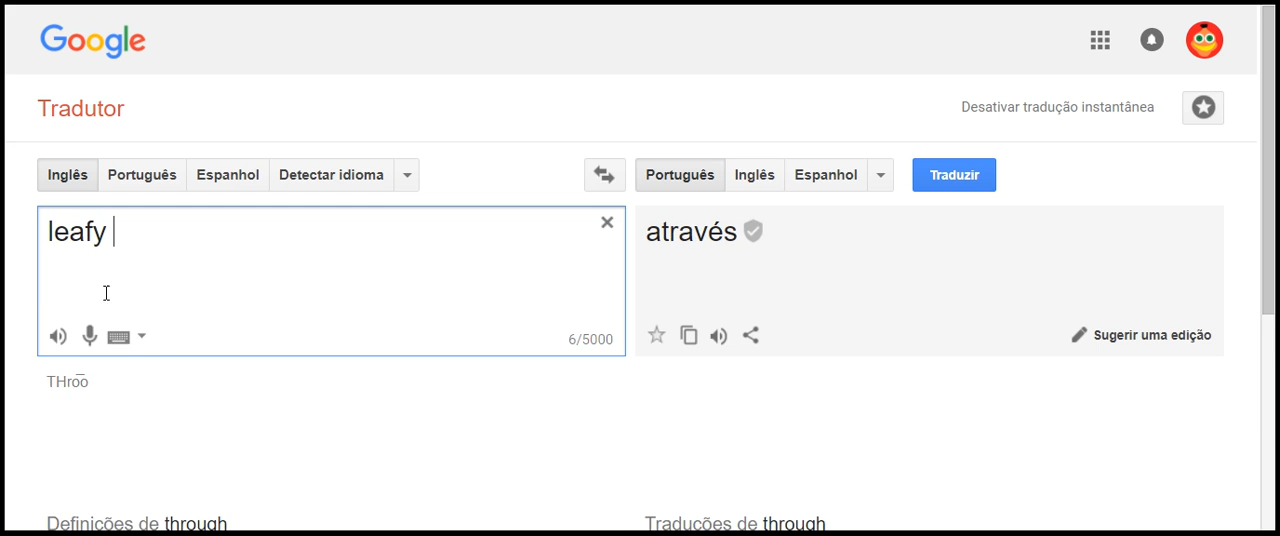 Google
Tradutor
Desativar tradução instantânea
Inglês Português Espanhol Detectar idioma
Português Inglês Espanhol Traduzir
leafy
através
6/5000
Sugerir uma edição
THro͞o
Definições de through
Traduções de through